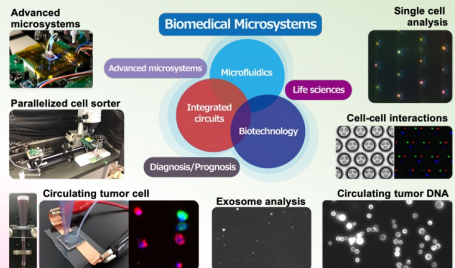 Advanced
microsystems
Biomedical Microsystems
Single cell
analysis
Advanced microsystems
Microfluidics
Life sciences
Parallelized cell sorter
Integrated
circuits
Biotechnology
Cell-cell interactions
Diagnosis/Prognosis
Circulating tumor cell
Exosome analysis
Circulating tumor DNA